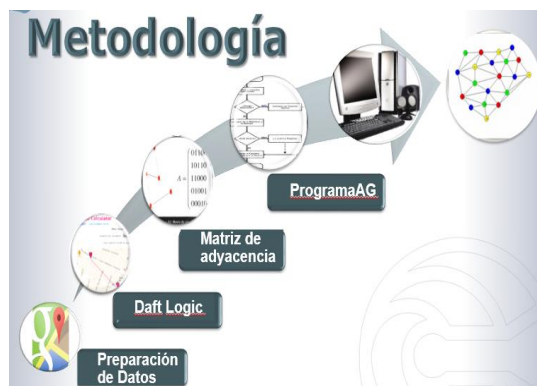 Metodología
ProgramaAG
A =
Matriz de
adyacencia
Daft Logic
Preparación
de Datos